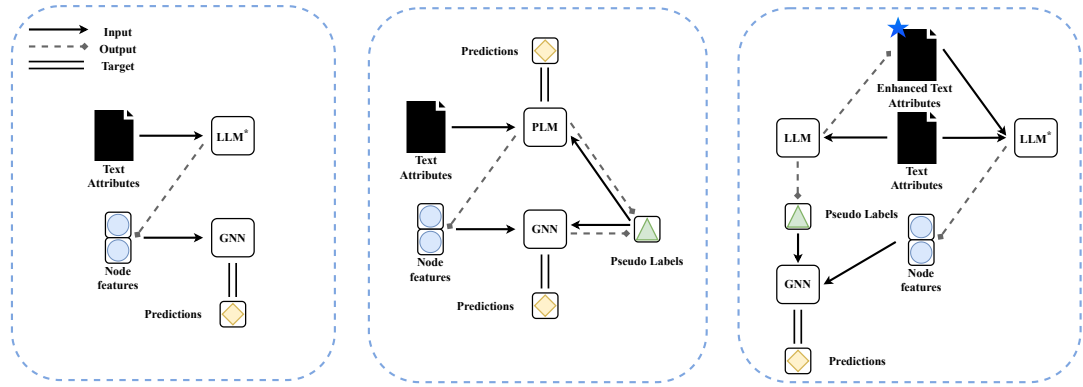 Input
Output
Target
Text
Attributes
LLM*
Node
features
GNN
Predictions
Predictions
Text
Attributes
PLM
Node
features
GNN
Pseudo Labels
Predictions
Enhanced Text
Attributes
LLM
Text
Attributes
LLM*
Pseudo Labels
Node
features
GNN
Predictions